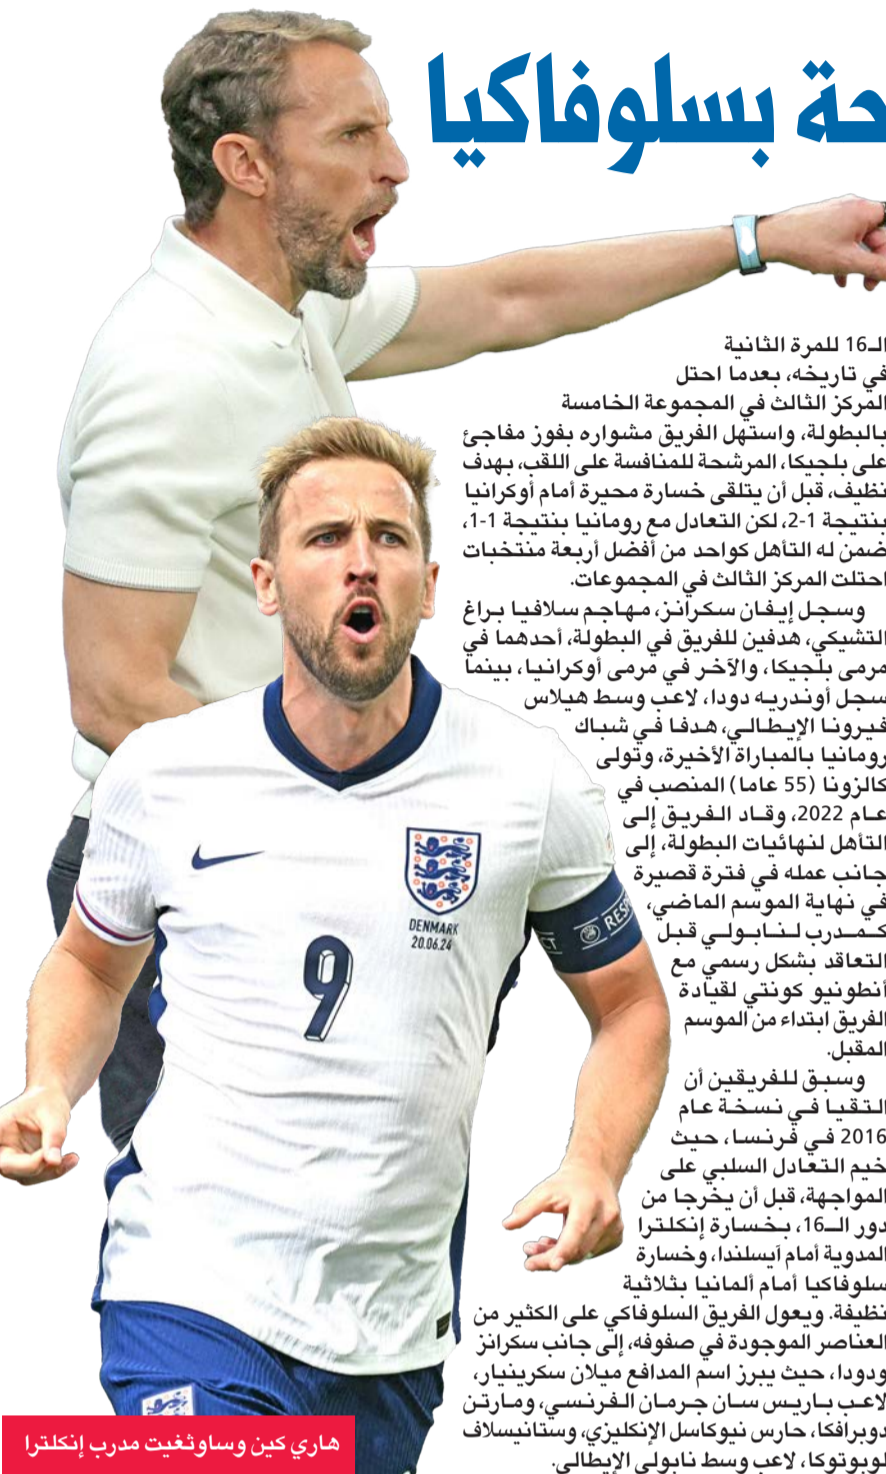 حة بسلوفاكيا
الـ16 للمرة الثانية
في تاريخه، بعدما احتل
المركز الثالث في المجموعة الخامسة
بالبطولة، واستهل الفريق مشواره بفوز مفاجئ
على بلجيكا، المرشحة للمنافسة على اللقب، بهدف
نظيف، قبل أن يتلقى خسارة محيرة أمام أوكرانيا
بنتيجة 1-2، لكن التعادل مع رومانيا بنتيجة 1-1،
ضمن له التأهل كواحد من أفضل أربعة منتخبات
احتلت المركز الثالث في المجموعات.
وسجل إيفان سكرانز، مهاجم سلافيا براغ
التشيكي، هدفين للفريق في البطولة، أحدهما في
مرمى بلجيكا، والآخر في مرمى أوكرانيا، بينما
سجل أوندريه دودا، لاعب وسط هيلاس
فيرونا الإيطالي، هدفا في شباك
رومانيا بالمباراة الأخيرة، وتولى
كالزونا (55 عاما) المنصب في
عام 2022، وقاد الفريق إلى
التأهل لنهائيات البطولة، إلى
جانب عمله في فترة قصيرة
في نهاية الموسم الماضي،
كمدرب لنابولي قبل
التعاقد بشكل رسمي مع
أنطونيو كونتي لقيادة
الفريق ابتداء من الموسم
المقبل.
وسبق للفريقين أن
التقيا في نسخة عام
2016 في فرنسا، حيث
خيم التعادل السلبي على
المواجهة، قبل أن يخرجا من
دور الـ16، بخسارة إنكلترا
المدوية أمام آيسلندا، وخسارة
سلوفاكيا أمام ألمانيا بثلاثية
نظيفة. ويعول الفريق السلوفاكي على الكثير من
العناصر الموجودة في صفوفه، إلى جانب سكرانز
ودودا، حيث يبرز اسم المدافع ميلان سكرينيار،
لاعب باريس سان جرمان الفرنسي، ومارتن
دوبرافكا، حارس نيوكاسل الإنكليزي، وستانيسلاف
لوبوتوكا، لاعب وسط نابولي الإيطالي.
DENMARK
20.06.24
9
RESP
CT
هاري كين وساوثغيت مدرب إنكلترا